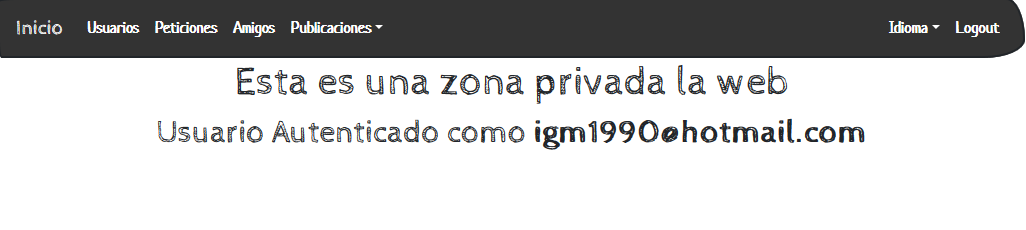 Inicio Usuarios Peticiones Amigos Publicaciones Idioma Logout
Esta es una zona privada la web
Usuario Autenticado como igm1990@hotmail.com